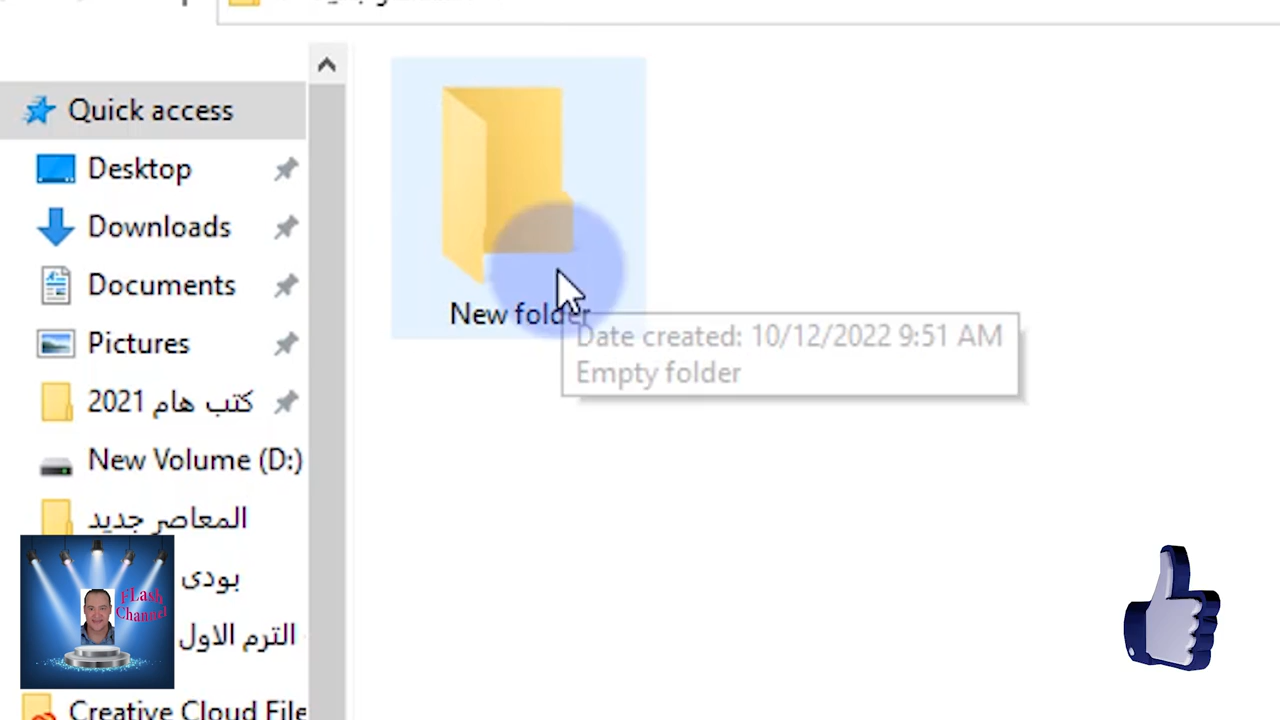 Quick access
Desktop
Downloads
Documents
Pictures
كتب هام 2021
New Volume (D:)
المعاصر جديد
بودى
الترم الاول
Creative Cloud File
New folder
Date created: 10/12/2022 9:51 AM
Empty folder
FLash
Channel